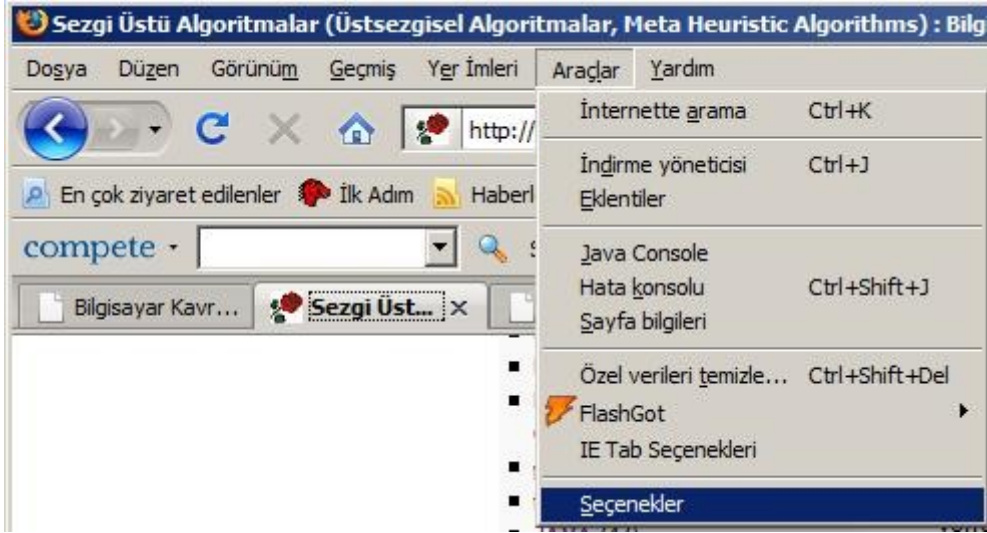 Sezgi Üstü Algoritmalar (Üstsezgisel Algoritmalar, Meta Heuristic Algorithms) : Bilg
Dosya Düzen Görünüm Geçmiş Yer İmleri Araçlar Yardım
http://
En çok ziyaret edilenler İlk Adım Haberl
compete
Bilgisayar Kavr... Sezgi Üst...
İnternette arama Ctrl+K
İndirme yöneticisi Ctrl+J
Eklentiler
Java Console
Hata konsolu Ctrl+Shift+J
Sayfa bilgileri
Özel verileri temizle... Ctrl+Shift+Del
FlashGot
IE Tab Seçenekleri
Seçenekler